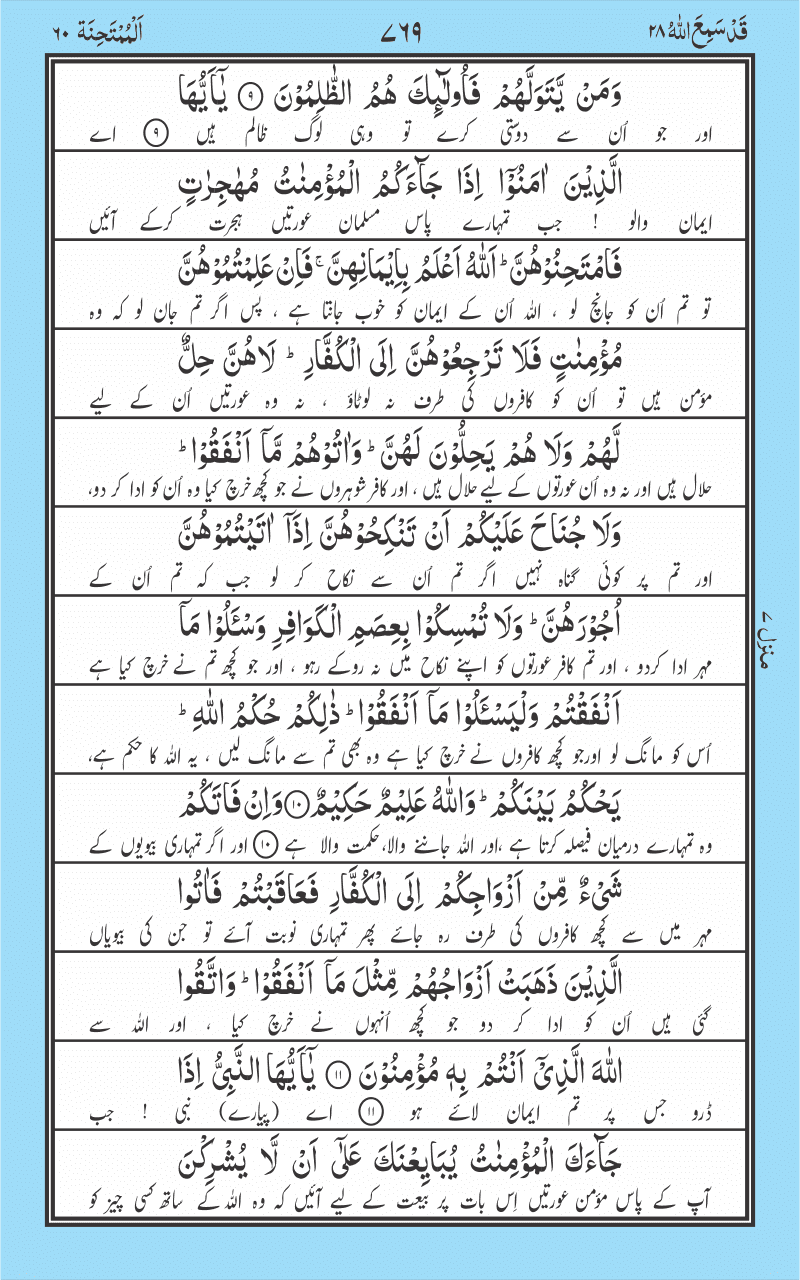 قَدْ سَمِعَ اللّٰهُ ٢٨ ٧٦٩ اَلْمُمْتَحِنَة ٦٠
وَمَنْ يَّتَوَلَّهُمْ فَاُولٰٓئِكَ هُمُ الظّٰلِمُوْنَ ﴿٩﴾ يٰٓاَيُّهَا
اور جو اُن سے دوستی کرے تو وہی لوگ ظالم ہیں ﴿٩﴾ اے
الَّذِيْنَ اٰمَنُوْٓا اِذَا جَآءَكُمُ الْمُؤْمِنٰتُ مُهٰجِرٰتٍ
ایمان والو ! جب تمہارے پاس مسلمان عورتیں ہجرت کرکے آئیں
فَامْتَحِنُوْهُنَّ ؕ اَللّٰهُ اَعْلَمُ بِاِيْمَانِهِنَّ ۚ فَاِنْ عَلِمْتُمُوْهُنَّ
تو تم اُن کو جانچ لو ، اللہ اُن کے ایمان کو خوب جانتا ہے ، پس اگر تم جان لو کہ وہ
مُؤْمِنٰتٍ فَلَا تَرْجِعُوْهُنَّ اِلَى الْكُفَّارِ ؕ لَاهُنَّ حِلٌّ
مؤمن ہیں تو اُن کو کافروں کی طرف نہ لوٹاؤ ، نہ وہ عورتیں اُن کے لیے
لَّهُمْ وَلَا هُمْ يَحِلُّوْنَ لَهُنَّ ؕ وَاٰتُوْهُمْ مَّآ اَنْفَقُوْا ؕ
حلال ہیں اور نہ وہ اُن عورتوں کے لیے حلال ہیں ، اور کافر شوہروں نے جو کچھ خرچ کیا وہ اُن کو ادا کر دو،
وَلَا جُنَاحَ عَلَيْكُمْ اَنْ تَنْكِحُوْهُنَّ اِذَآ اٰتَيْتُمُوْهُنَّ
اور تم پر کوئی گناہ نہیں اگر تم اُن سے نکاح کر لو جب کہ تم اُن کے
اُجُوْرَهُنَّ ؕ وَلَا تُمْسِكُوْا بِعِصَمِ الْكَوَافِرِ وَسْـَٔلُوْا مَآ
مہر ادا کردو ، اور تم کافر عورتوں کو اپنے نکاح میں نہ روکے رہو ، اور جو کچھ تم نے خرچ کیا ہے
اَنْفَقْتُمْ وَلْيَسْـَٔلُوْا مَآ اَنْفَقُوْا ؕ ذٰلِكُمْ حُكْمُ اللّٰهِ ؕ
اُس کو مانگ لو اورجو کچھ کافروں نے خرچ کیا ہے وہ بھی تم سے مانگ لیں ، یہ اللہ کا حکم ہے،
يَحْكُمُ بَيْنَكُمْ ؕ وَاللّٰهُ عَلِيْمٌ حَكِيْمٌ ﴿١٠﴾ وَاِنْ فَاتَكُمْ
وہ تمہارے درمیان فیصلہ کرتا ہے ،اور اللہ جاننے والا،حکمت والا ہے ﴿١٠﴾ اور اگر تمہاری بیویوں کے
شَىْءٌ مِّنْ اَزْوَاجِكُمْ اِلَى الْكُفَّارِ فَعَاقَبْتُمْ فَاٰتُوا
مہر میں سے کچھ کافروں کی طرف رہ جائے پھر تمہاری نوبت آئے تو جن کی بیویاں
الَّذِيْنَ ذَهَبَتْ اَزْوَاجُهُمْ مِّثْلَ مَآ اَنْفَقُوْا ؕ وَاتَّقُوا
گئی ہیں اُن کو ادا کر دو جو کچھ اُنہوں نے خرچ کیا ، اور اللہ سے
اللّٰهَ الَّذِىْٓ اَنْتُمْ بِهٖ مُؤْمِنُوْنَ ﴿١١﴾ يٰٓاَيُّهَا النَّبِىُّ اِذَا
ڈرو جس پر تم ایمان لائے ہو ﴿١١﴾ اے (پیارے) نبی ! جب
جَآءَكَ الْمُؤْمِنٰتُ يُبَايِعْنَكَ عَلٰٓى اَنْ لَّا يُشْرِكْنَ
آپ کے پاس مؤمن عورتیں اِس بات پر بیعت کے لیے آئیں کہ وہ اللہ کے ساتھ کسی چیز کو
منزل ٧